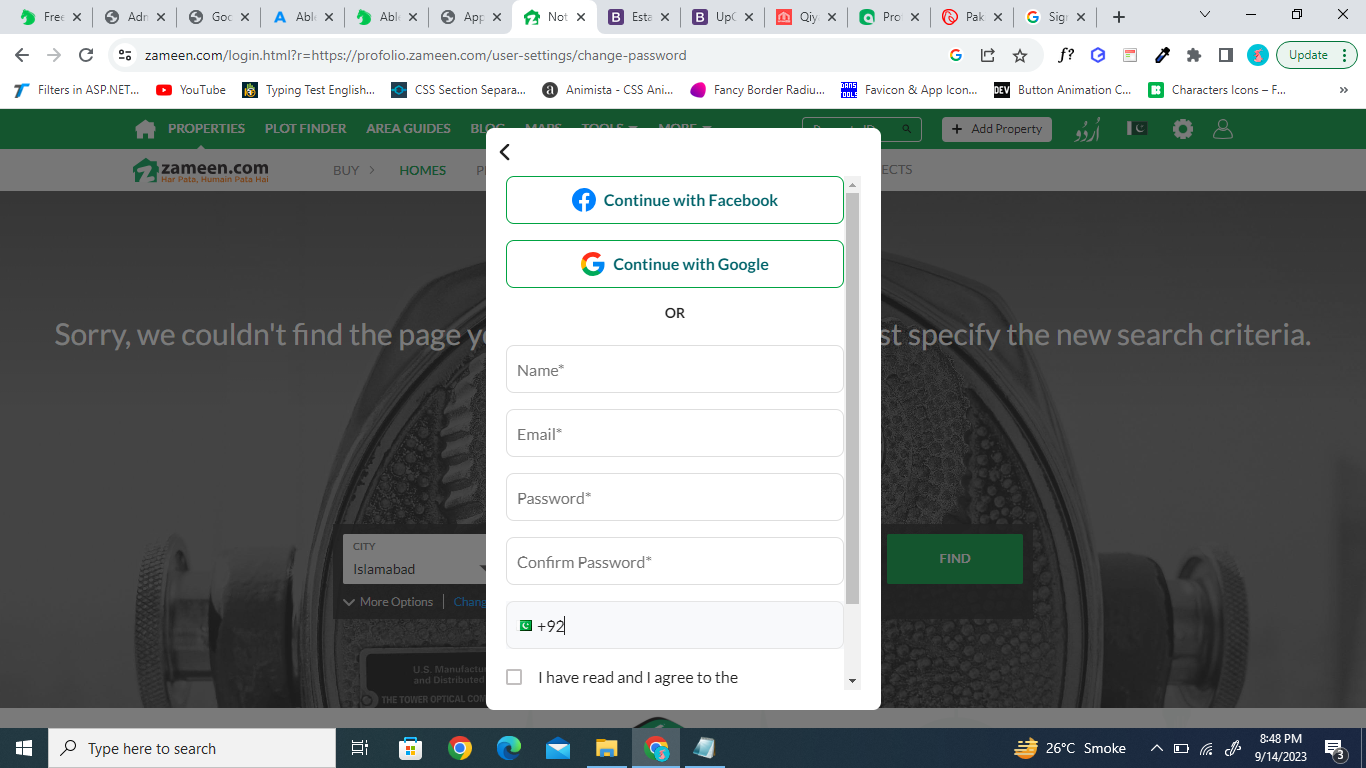 Free
Adn
Goo
Able
Able
App
Not
Esta
UpC
Qiy
Pro
Pak
Sign
zameen.com/login.html?r=https://profolio.zameen.com/user-settings/change-password
f?
Update
Filters in ASP.NET...
YouTube
Typing Test English...
CSS Section Separa...
Animista - CSS Ani...
Fancy Border Radiu...
Favicon & App Icon...
Button Animation C...
Characters Icons – F...
PROPERTIES
PLOT FINDER
AREA GUIDES
BLOG
MAPS
TOOLS
MORE
+ Add Property
اُردُو
zameen.com
Har Pata, Humain Pata Hai
BUY
HOMES
ECTS
Continue with Facebook
Continue with Google
OR
Sorry, we couldn't find the page y
st specify the new search criteria.
Name*
Email*
Password*
Confirm Password*
+92
I have read and I agree to the
CITY
Islamabad
More Options
Chang
FIND
U.S. Manufactu
and Distributed
THE TOWER OPTICAL COM
Type here to search
26°C Smoke
8:48 PM
9/14/2023
3